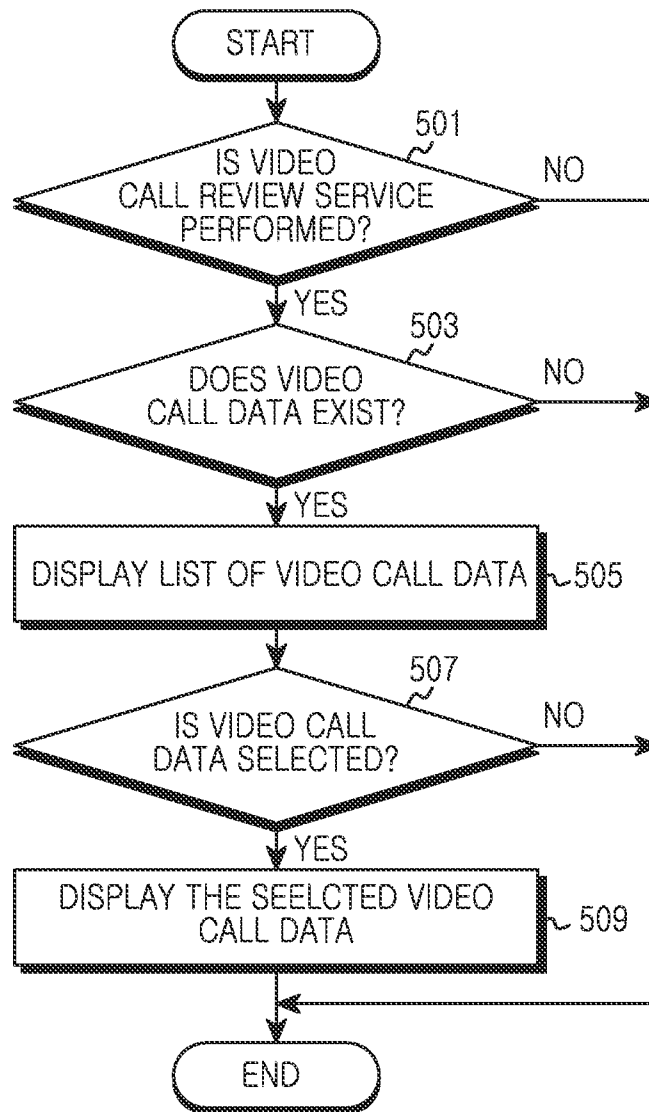 START
501
IS VIDEO
CALL REVIEW SERVICE
PERFORMED?
NO
YES
503
DOES VIDEO
CALL DATA EXIST?
NO
YES
DISPLAY LIST OF VIDEO CALL DATA
505
507
IS VIDEO CALL
DATA SELECTED?
NO
YES
DISPLAY THE SEELCTED VIDEO
CALL DATA
509
END